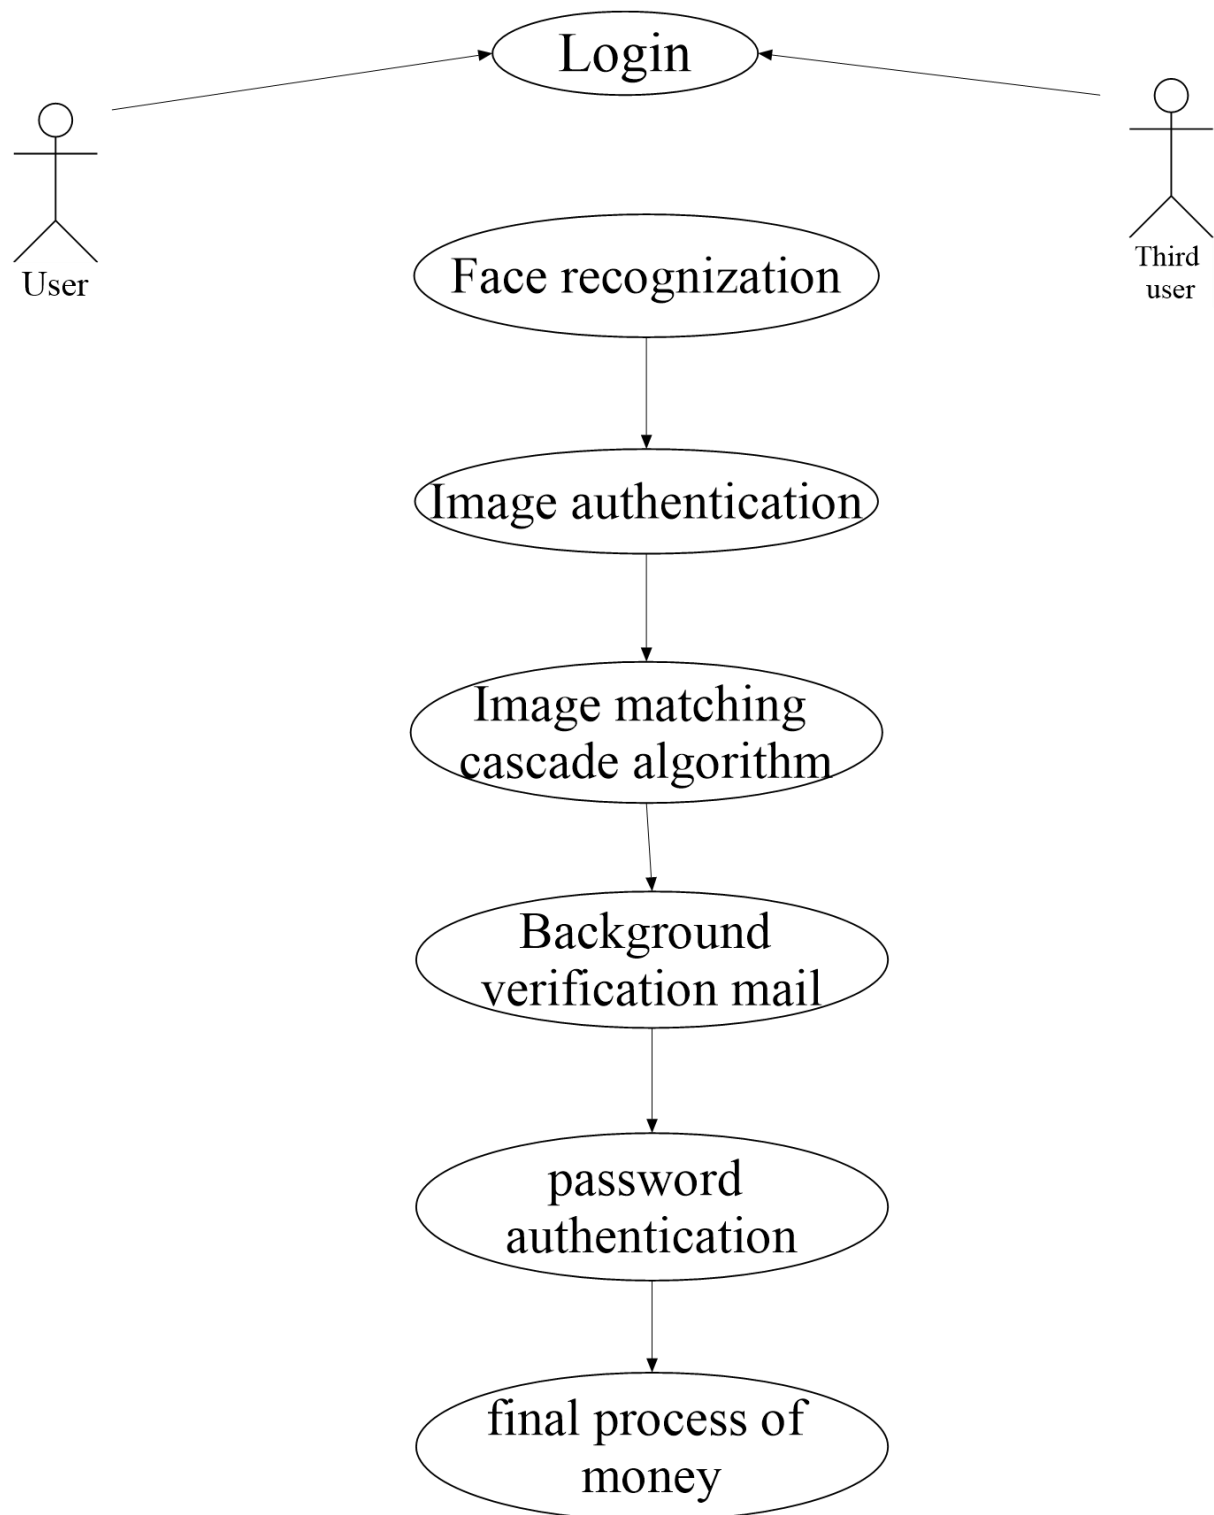 Login
User
Third
user
Face recognization
Image authentication
Image matching
cascade algorithm
Background
verification mail
password
authentication
final process of
money